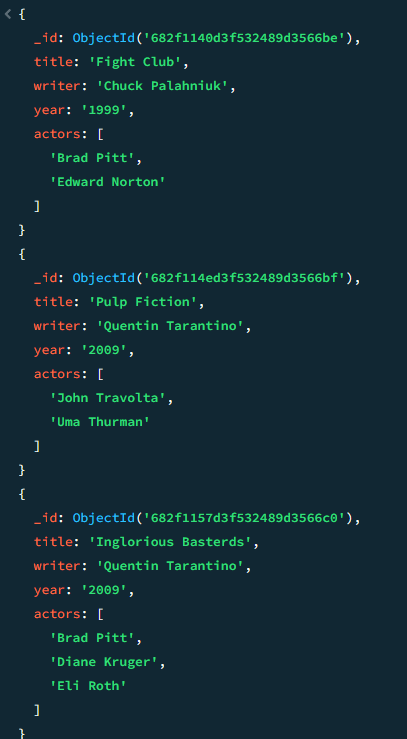 {
_id: ObjectId('682f1140d3f532489d3566be'),
title: 'Fight Club',
writer: 'Chuck Palahniuk',
year: '1999',
actors: [
'Brad Pitt',
'Edward Norton'
]
}
{
_id: ObjectId('682f114ed3f532489d3566bf'),
title: 'Pulp Fiction',
writer: 'Quentin Tarantino',
year: '2009',
actors: [
'John Travolta',
'Uma Thurman'
]
}
{
_id: ObjectId('682f1157d3f532489d3566c0'),
title: 'Inglorious Basterds',
writer: 'Quentin Tarantino',
year: '2009',
actors: [
'Brad Pitt',
'Diane Kruger',
'Eli Roth'
]
}